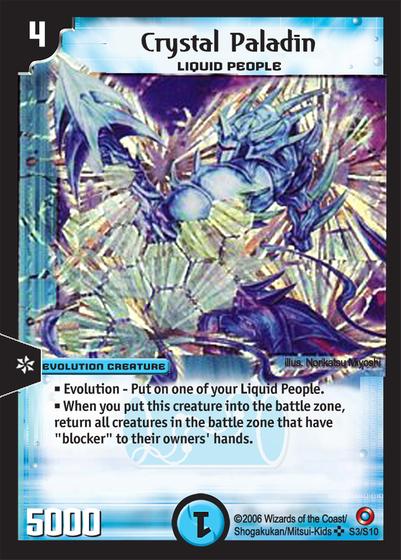 4
Crystal Paladin
LIQUID PEOPLE
EVOLUTION CREATURE
illus. Norikatsu Miyoshi
■ Evolution - Put on one of your Liquid People.
■ When you put this creature into the battle zone,
return all creatures in the battle zone that have
"blocker" to their owners' hands.
5000
1
©2006 Wizards of the Coast/
Shogakukan/Mitsui-Kids S3/S10